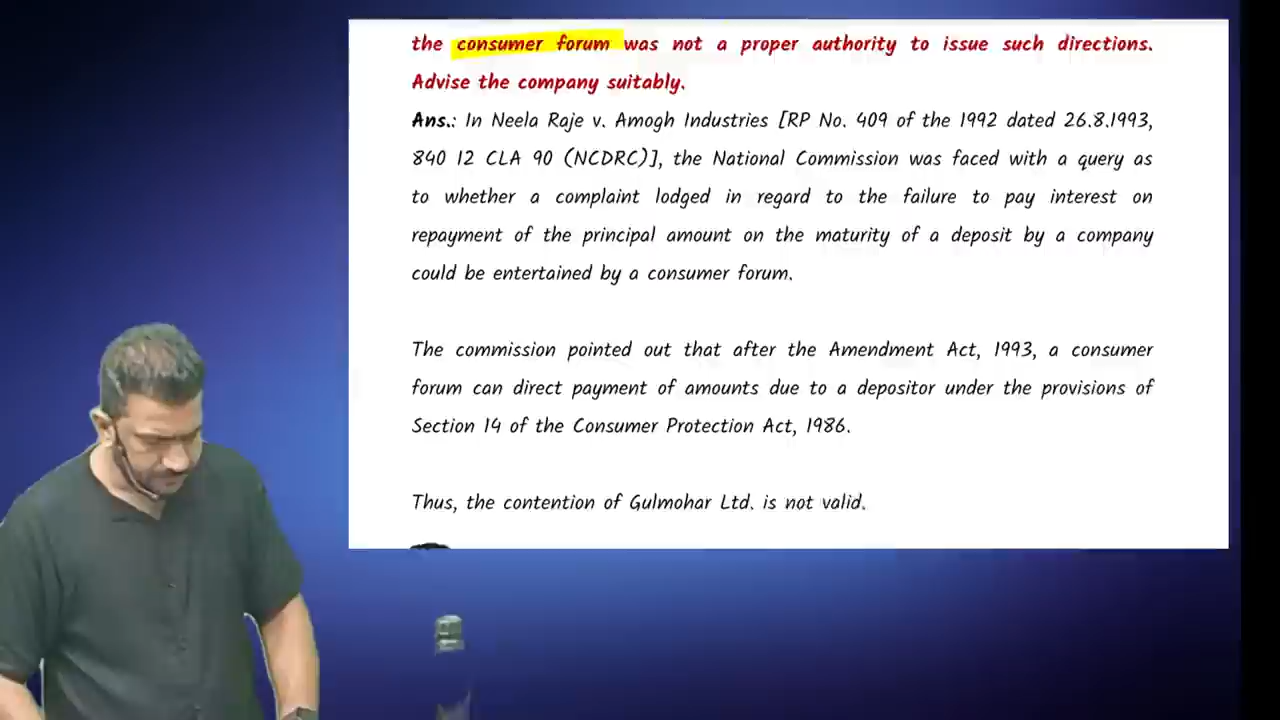 the consumer forum was not a proper authority to issue such directions.
Advise the company suitably.
Ans.: In Neela Raje v. Amogh Industries [RP No. 409 of the 1992 dated 26.8.1993,
840 12 CLA 90 (NCDRC)], the National Commission was faced with a query as
to whether a complaint lodged in regard to the failure to pay interest on
repayment of the principal amount on the maturity of a deposit by a company
could be entertained by a consumer forum.
The commission pointed out that after the Amendment Act, 1993, a consumer
forum can direct payment of amounts due to a depositor under the provisions of
Section 14 of the Consumer Protection Act, 1986.
Thus, the contention of Gulmohar Ltd. is not valid.